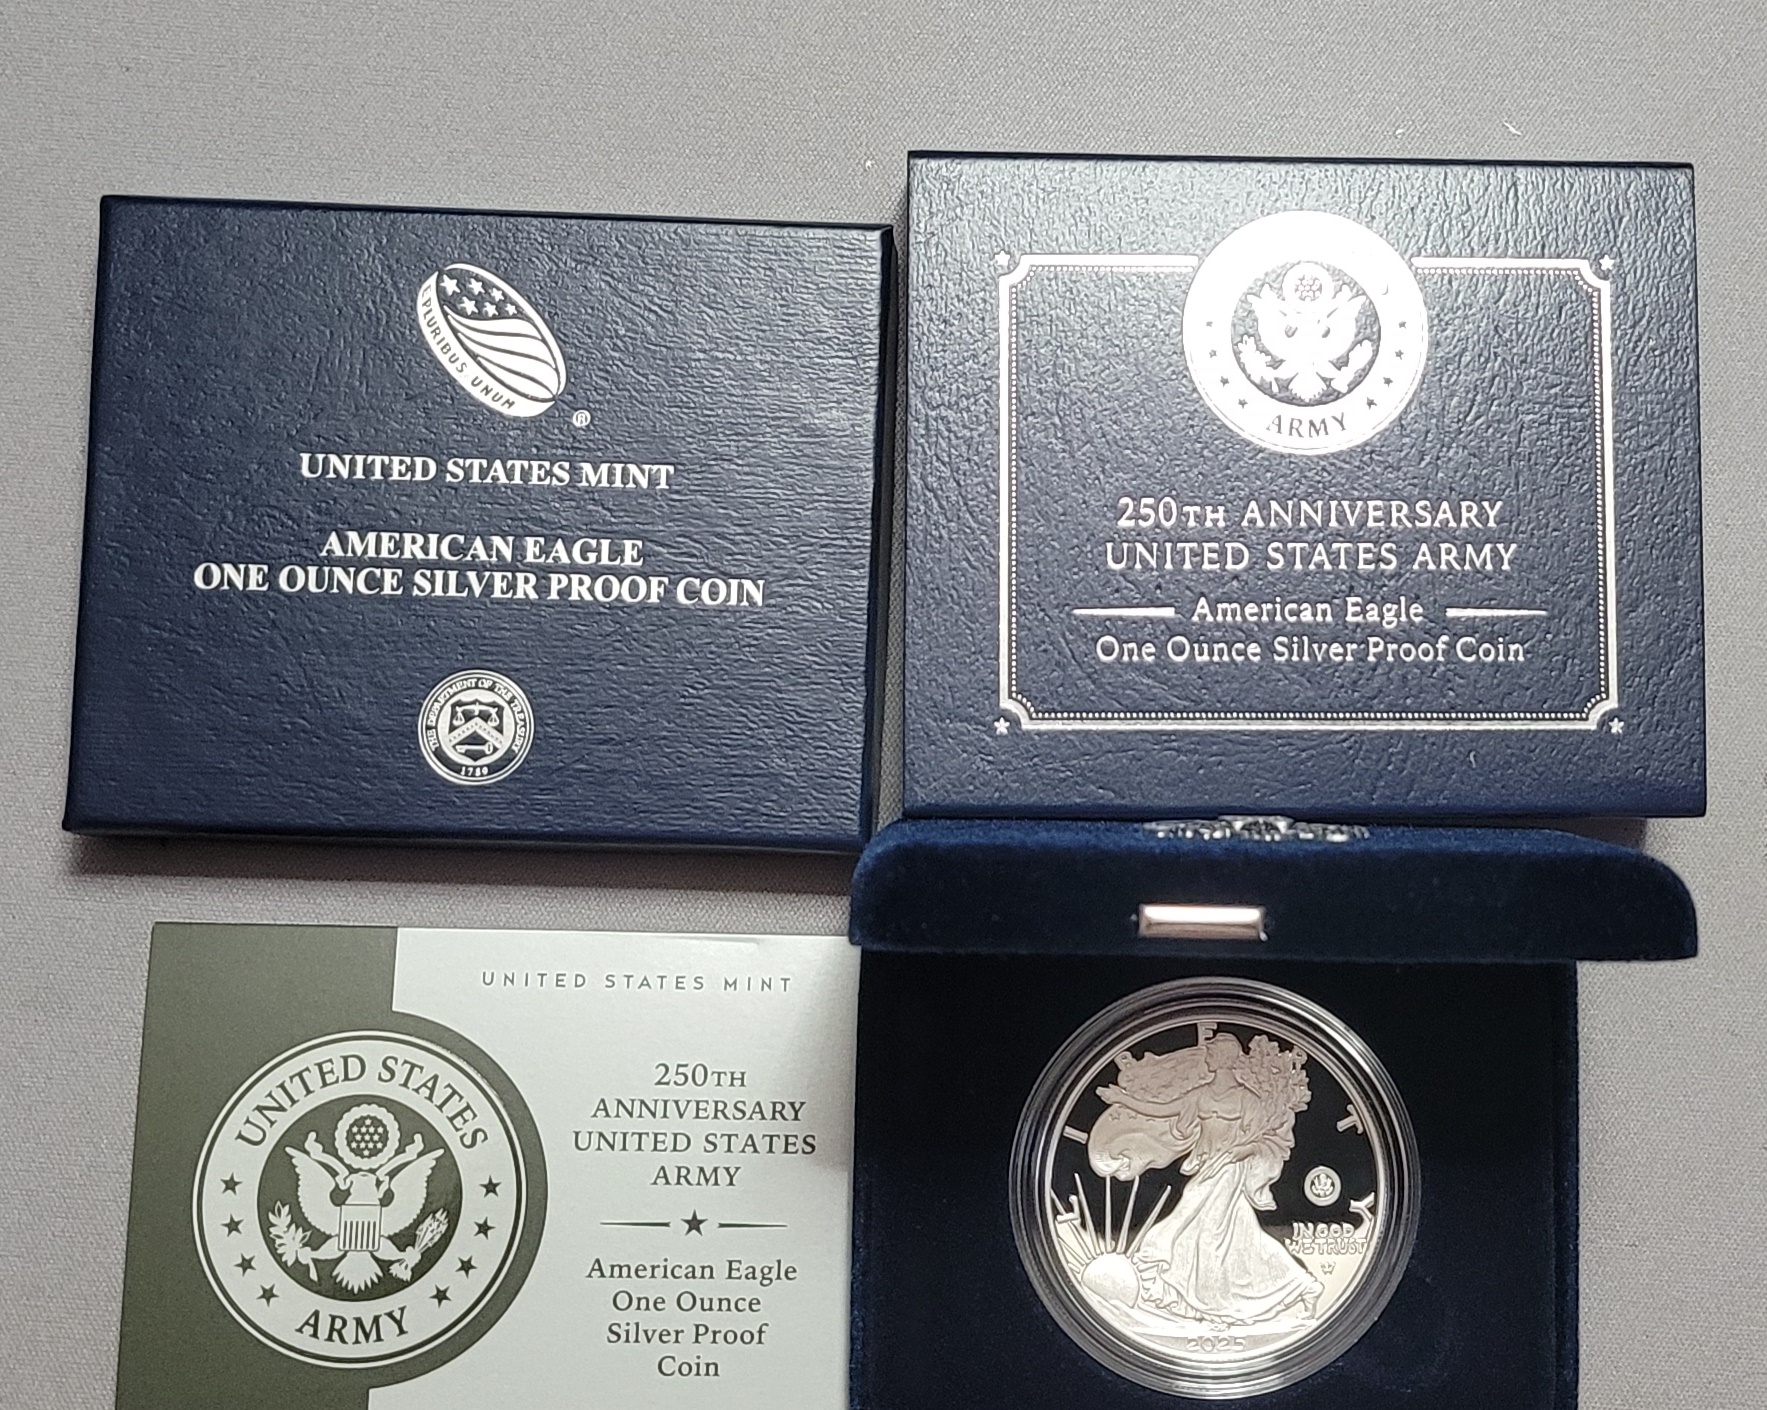 E PLURIBUS UNUM
®
UNITED STATES MINT
AMERICAN EAGLE
ONE OUNCE SILVER PROOF COIN
THE DEPARTMENT OF THE TREASURY
1789
ARMY
250TH ANNIVERSARY
UNITED STATES ARMY
American Eagle
One Ounce Silver Proof Coin
UNITED STATES MINT
UNITED STATES
ARMY
250TH
ANNIVERSARY
UNITED STATES
ARMY
American Eagle
One Ounce
Silver Proof
Coin
LIBERTY
IN GOD
WE TRUST
2025